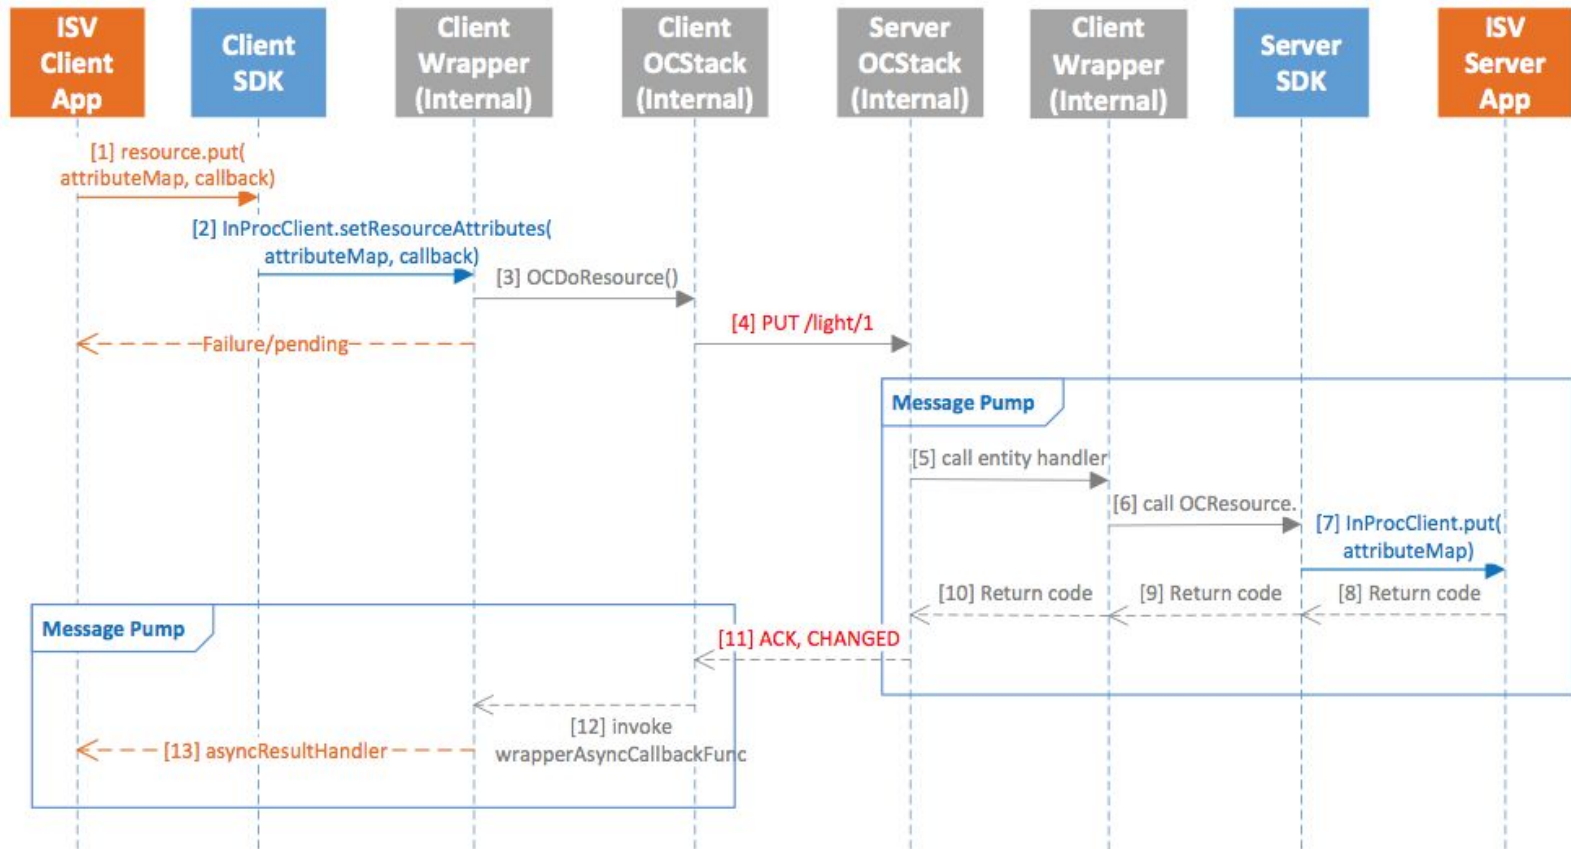 ISV
Client
App
Client
SDK
Client
Wrapper
(Internal)
Client
OCStack
(Internal)
Server
OCStack
(Internal)
Client
Wrapper
(Internal)
Server
SDK
ISV
Server
App
[1] resource.put(
attributeMap, callback)
[2] InProcClient.setResourceAttributes(
attributeMap, callback)
[3] OCDoResource()
[4] PUT /light/1
Failure/pending
Message Pump
[5] call entity handler
[6] call OCResource.
[7] InProcClient.put(
attributeMap)
[10] Return code
[9] Return code
[8] Return code
Message Pump
[11] ACK, CHANGED
[12] invoke
wrapperAsyncCallbackFunc
[13] asyncResultHandler